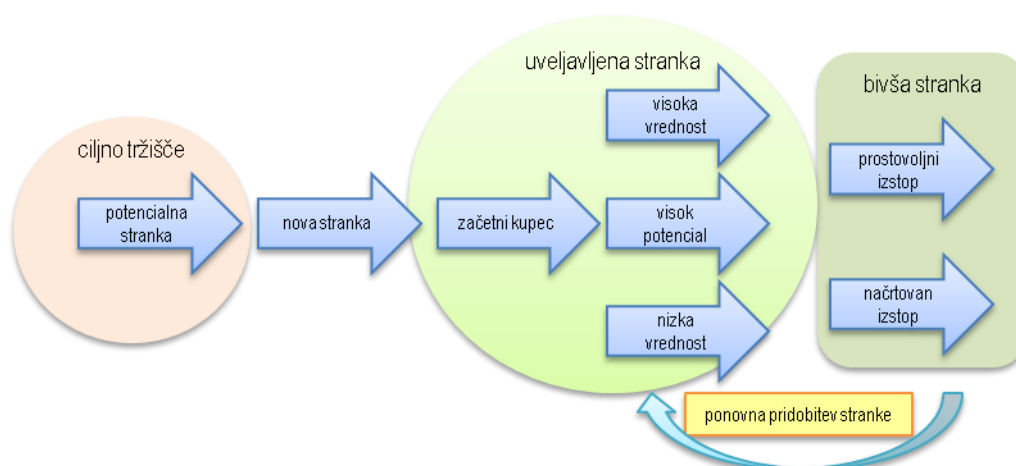 ciljno tržišče
potencialna
stranka
nova stranka
uveljavljena stranka
začetni kupec
visoka
vrednost
visok
potencial
nizka
vrednost
bivša stranka
prostovoljni
izstop
načrtovan
izstop
ponovna pridobitev stranke